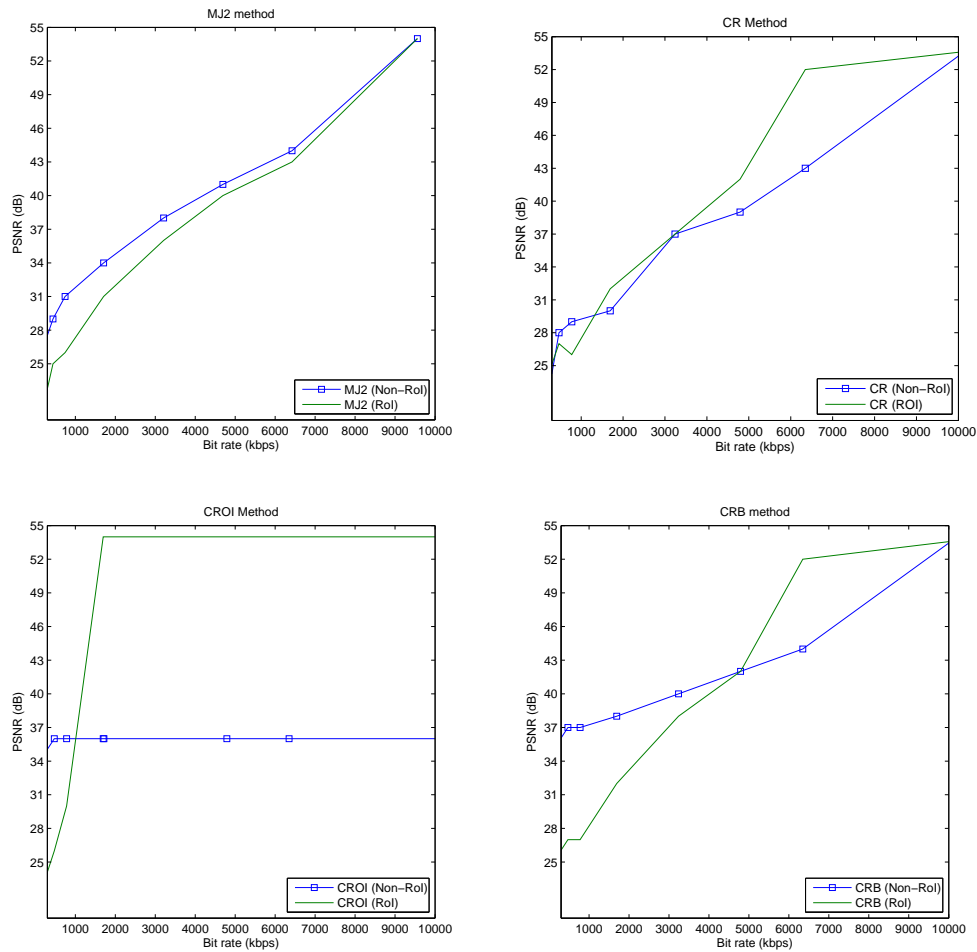 MJ2 method
55
52
49
46
43
40
37
34
31
28
25
PSNR (dB)
1000 2000 3000 4000 5000 6000 7000 8000 9000 10000
Bit rate (kbps)
MJ2 (Non−RoI)
MJ2 (RoI)
CR Method
55
52
49
46
43
40
37
34
31
28
25
PSNR (dB)
1000 2000 3000 4000 5000 6000 7000 8000 9000 10000
Bit rate (kbps)
CR (Non−RoI)
CR (ROI)
CROI Method
55
52
49
46
43
40
37
34
31
28
25
PSNR (dB)
1000 2000 3000 4000 5000 6000 7000 8000 9000 10000
Bit rate (kbps)
CROI (Non−RoI)
CROI (RoI)
CRB method
55
52
49
46
43
40
37
34
31
28
25
PSNR (dB)
1000 2000 3000 4000 5000 6000 7000 8000 9000 10000
Bit rate (kbps)
CRB (Non−RoI)
CRB (RoI)